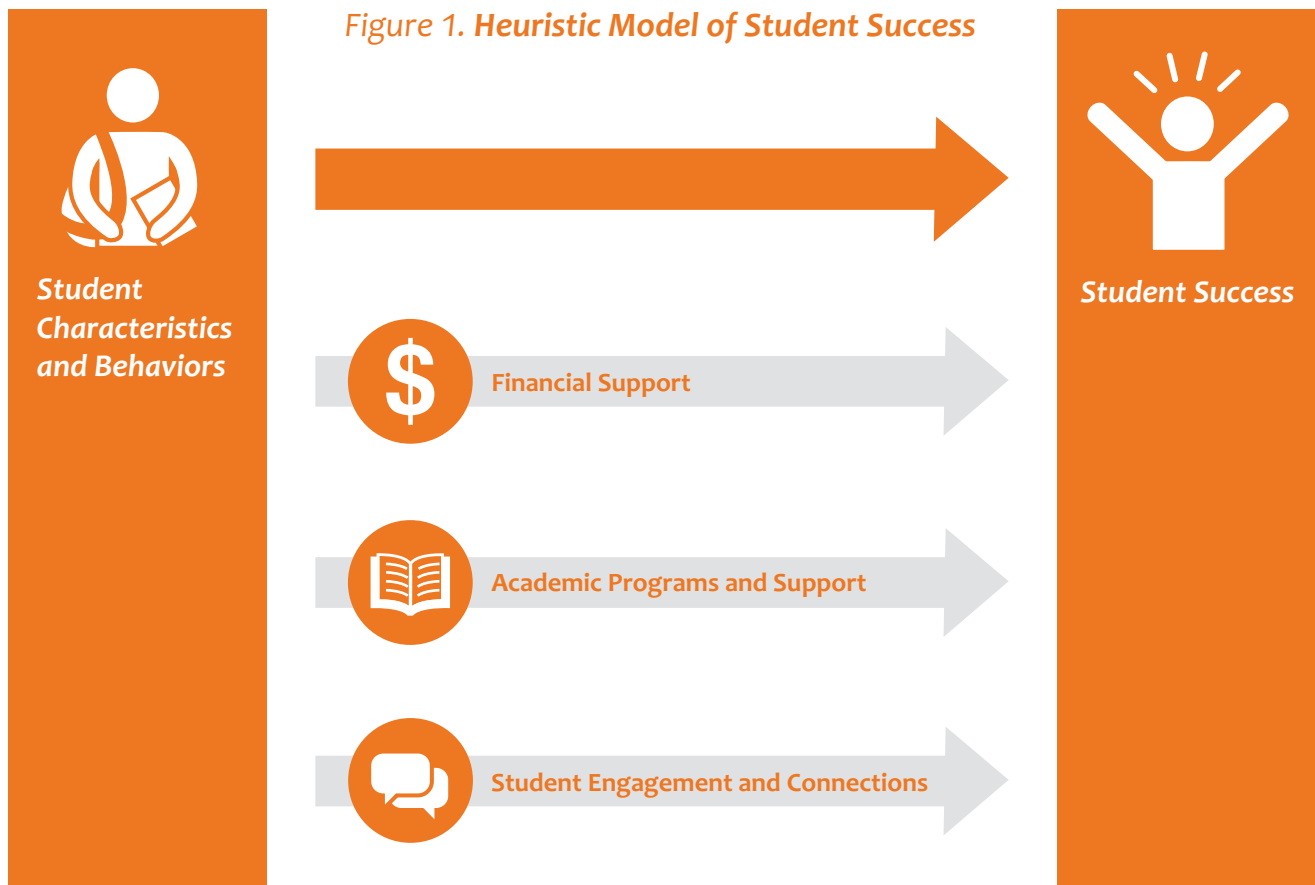 Figure 1. Heuristic Model of Student Success
Student
Characteristics
and Behaviors
Student Success
$
Financial Support
Academic Programs and Support
Student Engagement and Connections